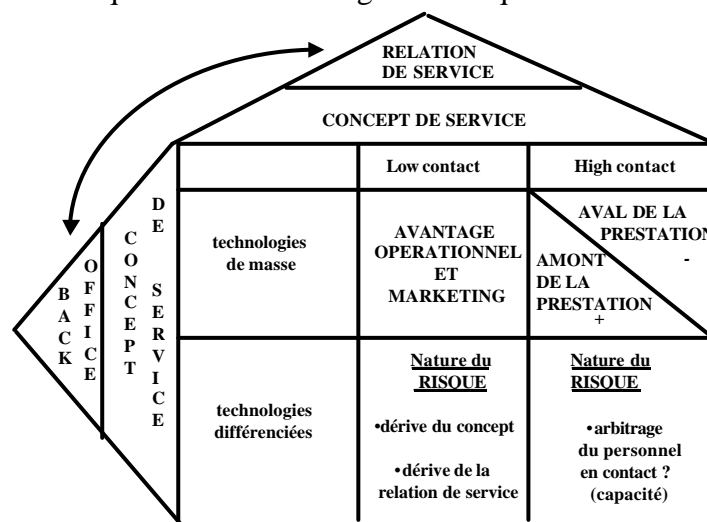 RELATION
DE SERVICE
CONCEPT DE SERVICE
Low contact
High contact
BACK
OFFICE
CONCEPT
DE SERVICE
technologies
de masse
AVANTAGE
OPERATIONNEL
ET
MARKETING
AVAL DE LA
PRESTATION
-
AMONT
DE LA
PRESTATION
+
technologies
différenciées
Nature du
RISQUE
•dérive du concept
•dérive de la
relation de service
Nature du
RISQUE
•arbitrage
du personnel
en contact ?
(capacité)